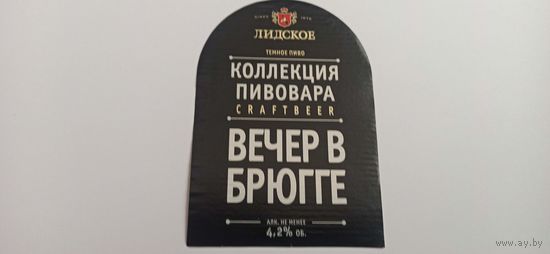 SINCE 1876
ЛИДСКОЕ
ТЕМНОЕ ПИВО
КОЛЛЕКЦИЯ
ПИВОВАРА
CRAFTBEER
ВЕЧЕР В
БРЮГГЕ
АЛК. НЕ МЕНЕЕ
4,2% ОБ.
www.ay.by